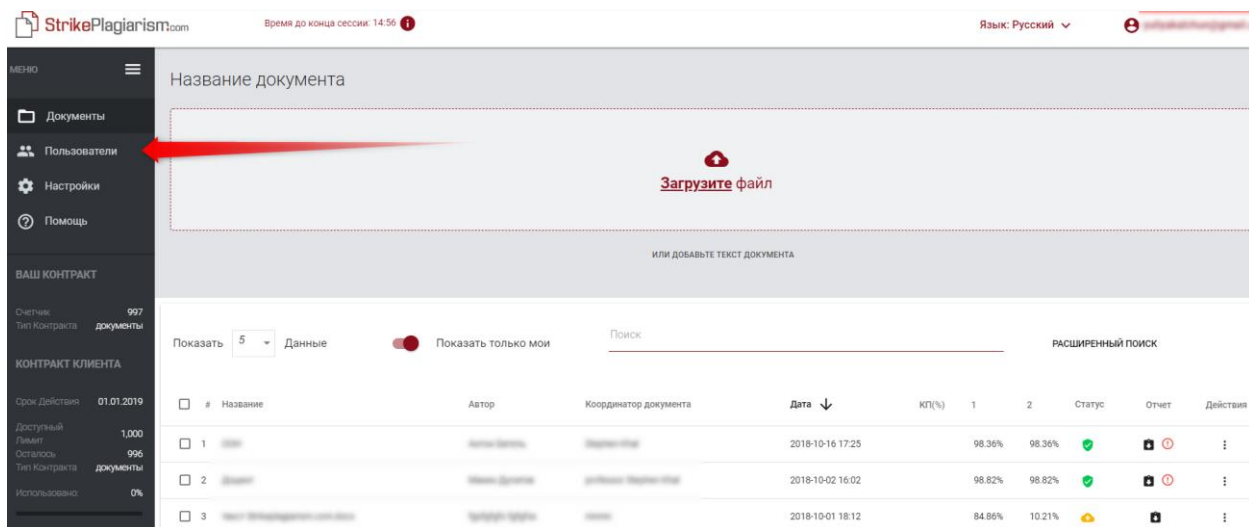 StrikePlagiarism.com
Время до конца сессии: 14:56
Язык: Русский
МЕНЮ
Название документа
Документы
Пользователи
Настройки
Помощь
Загрузите файл
ИЛИ ДОБАВЬТЕ ТЕКСТ ДОКУМЕНТА
ВАШ КОНТРАКТ
Счетчик 997
Тип Контракта документы
КОНТРАКТ КЛИЕНТА
Срок Действия 01.01.2019
Доступный Лимит 1,000
Осталось 996
Тип Контракта документы
Использовано: 0%
Показать 5 Данные Показать только мои Поиск РАСШИРЕННЫЙ ПОИСК
# Название Автор Координатор документа Дата КП(%) 1 2 Статус Отчет Действия
1 2018-10-16 17:25 98.36% 98.36%
2 2018-10-02 16:02 98.82% 98.82%
3 2018-10-01 18:12 84.86% 10.21%